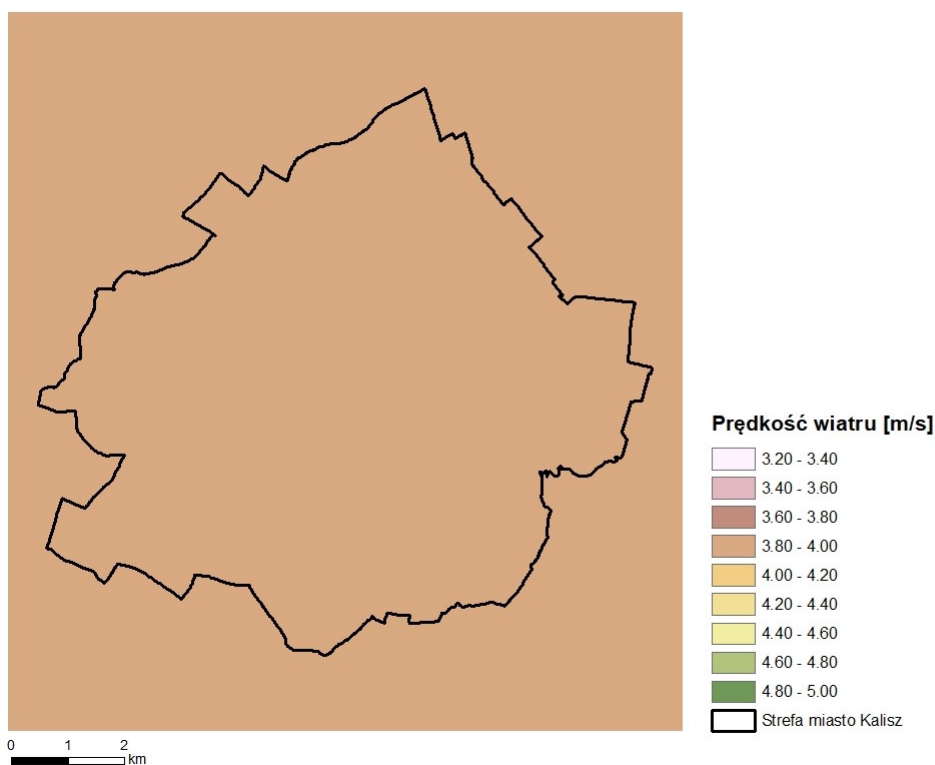 Prędkość wiatru [m/s]
3.20 - 3.40
3.40 - 3.60
3.60 - 3.80
3.80 - 4.00
4.00 - 4.20
4.20 - 4.40
4.40 - 4.60
4.60 - 4.80
4.80 - 5.00
Strefa miasto Kalisz
0 1 2
km